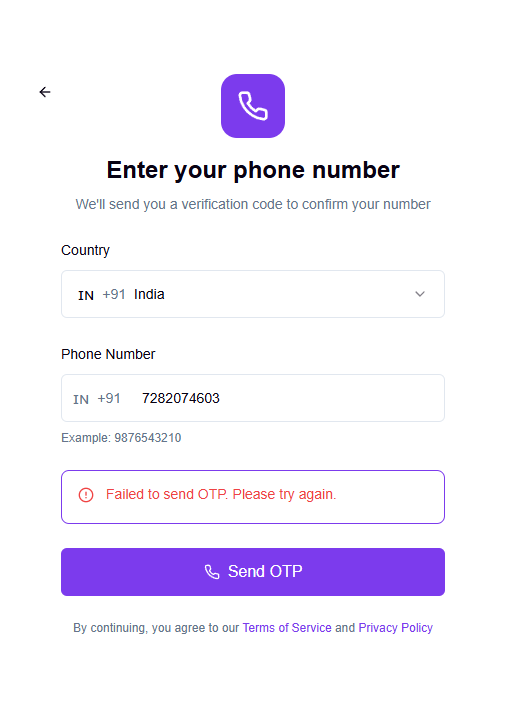 Enter your phone number
We'll send you a verification code to confirm your number
Country
IN +91 India
Phone Number
IN +91 7282074603
Example: 9876543210
Failed to send OTP. Please try again.
Send OTP
By continuing, you agree to our Terms of Service and Privacy Policy